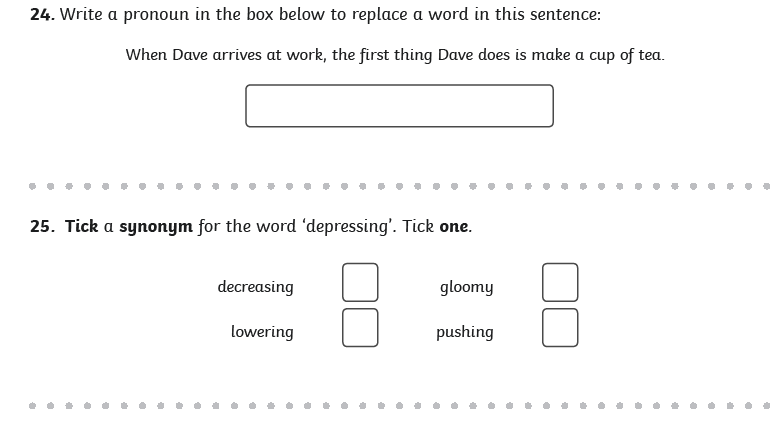 24. Write a pronoun in the box below to replace a word in this sentence:
When Dave arrives at work, the first thing Dave does is make a cup of tea.
25. Tick a synonym for the word ‘depressing’. Tick one.
decreasing gloomy
lowering pushing